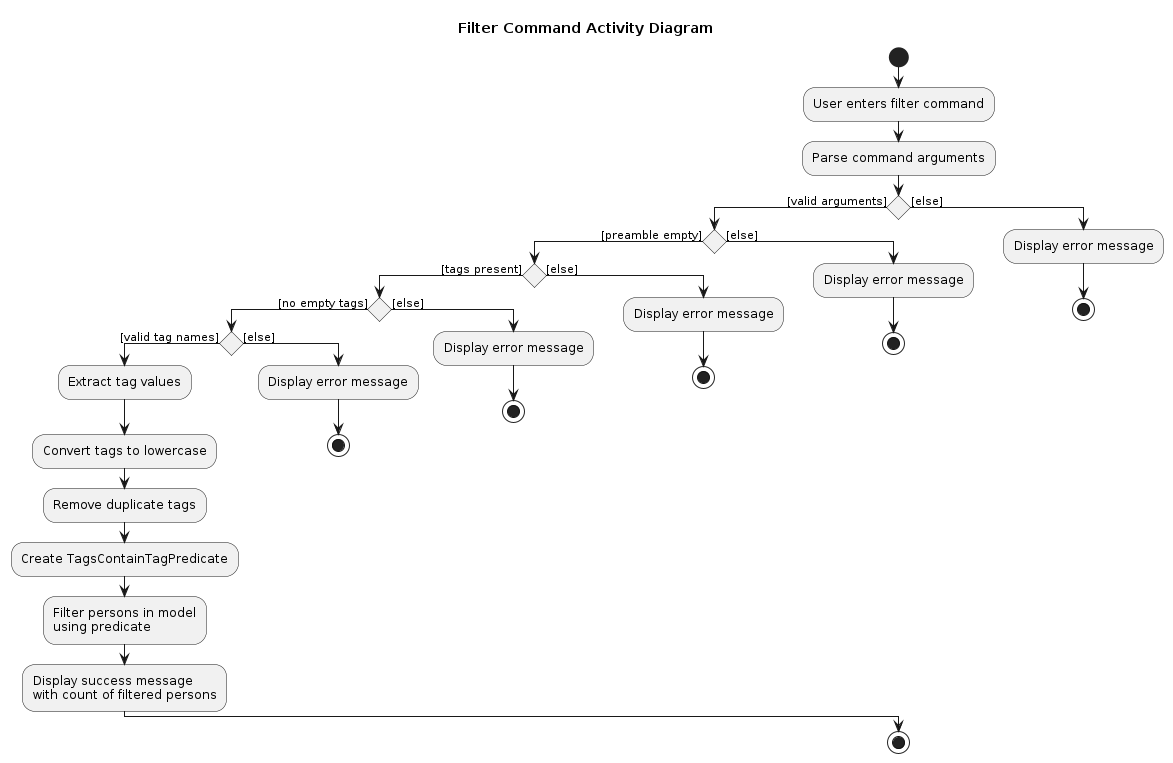 Filter Command Activity Diagram
User enters filter command
Parse command arguments
[valid arguments]
[else]
[preamble empty]
[else]
Display error message
[tags present]
[else]
Display error message
[no empty tags]
[else]
Display error message
[valid tag names]
[else]
Display error message
Extract tag values
Display error message
Convert tags to lowercase
Remove duplicate tags
Create TagsContainTagPredicate
Filter persons in model
using predicate
Display success message
with count of filtered persons